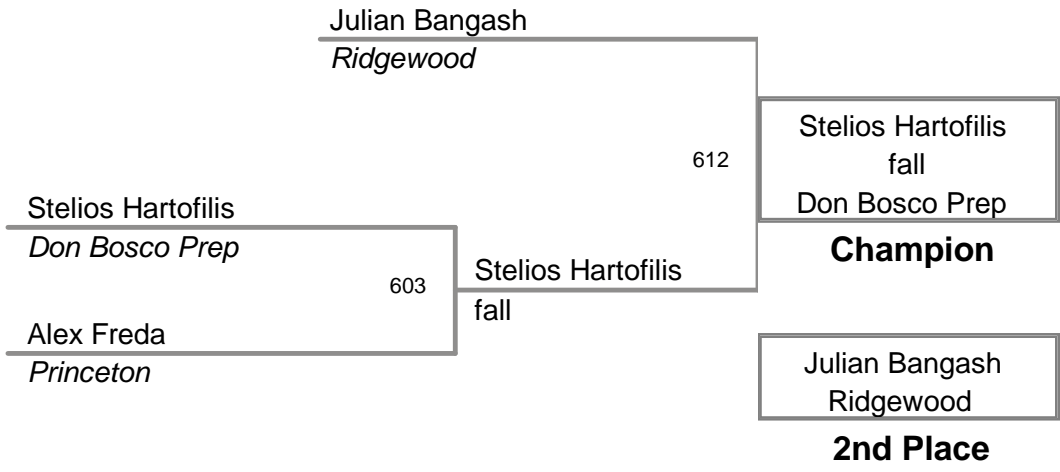 Julian Bangash
Ridgewood
612
Stelios Hartofilis
fall
Don Bosco Prep
Champion
Stelios Hartofilis
Don Bosco Prep
603
Stelios Hartofilis
fall
Alex Freda
Princeton
Julian Bangash
Ridgewood
2nd Place